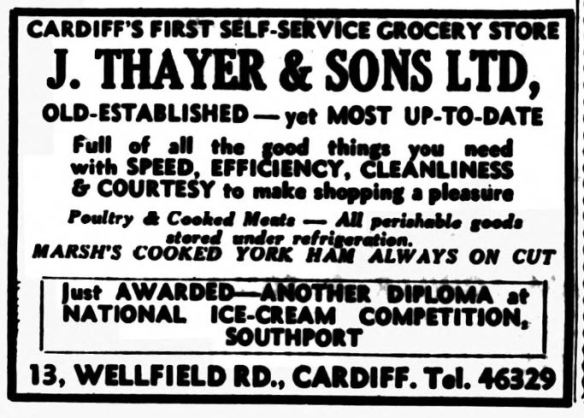 CARDIFF'S FIRST SELF-SERVICE GROCERY STORE
J. THAYER & SONS LTD,
OLD-ESTABLISHED — yet MOST UP-TO-DATE
Full of all the good things you need
with SPEED, EFFICIENCY, CLEANLINESS
& COURTESY to make shopping a pleasure
Poultry & Cooked Meats — All perishable goods
stored under refrigeration.
MARSH'S COOKED YORK HAM ALWAYS ON CUT
Just AWARDED—ANOTHER DIPLOMA at
NATIONAL ICE-CREAM COMPETITION,
SOUTHPORT
13, WELLFIELD RD., CARDIFF. Tel. 46329